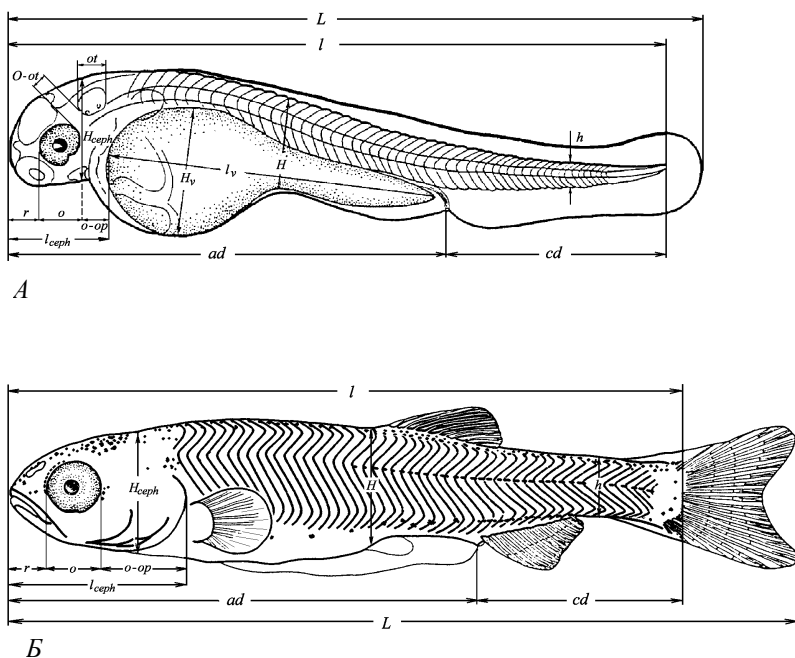 L
l
ot
O-ot
H_ceph
h
H
H_v
l_v
r o o-op
l_ceph
ad cd
А
l
H_ceph
H
h
r o o-op
l_ceph
ad cd
L
Б